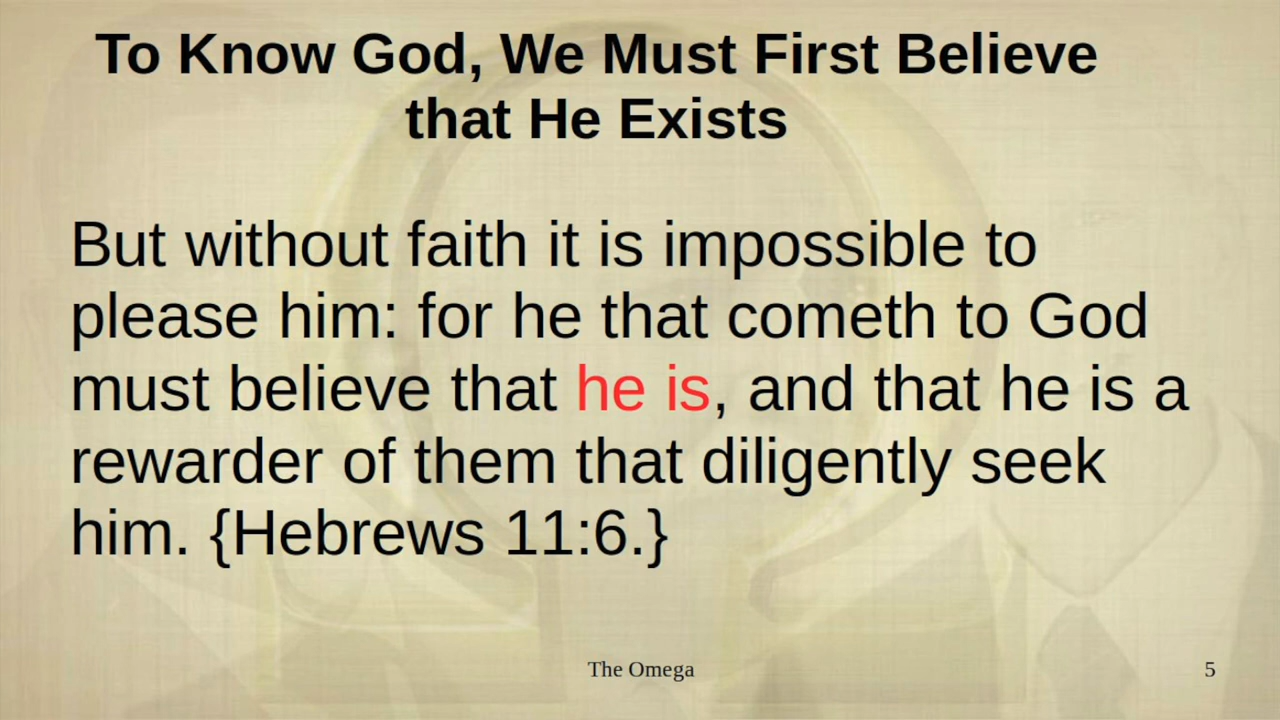 To Know God, We Must First Believe
that He Exists
But without faith it is impossible to
please him: for he that cometh to God
must believe that he is, and that he is a
rewarder of them that diligently seek
him. {Hebrews 11:6.}
The Omega
5